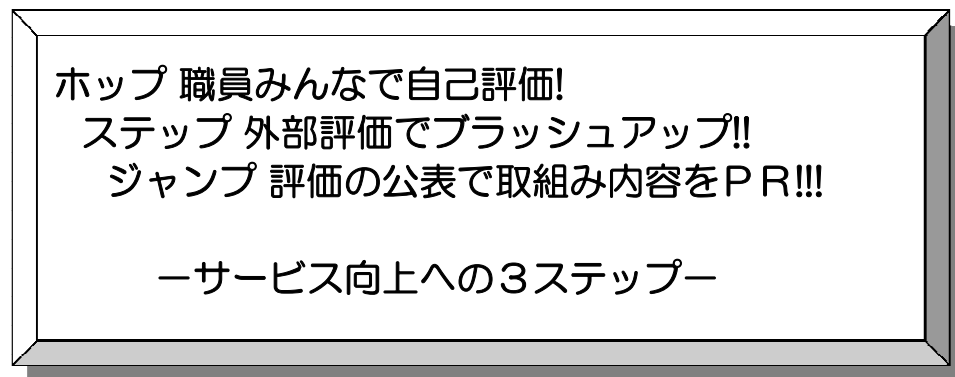 ホップ 職員みんなで自己評価!
ステップ 外部評価でブラッシュアップ!!
ジャンプ 評価の公表で取組み内容をＰＲ!!!
－サービス向上への３ステップ－